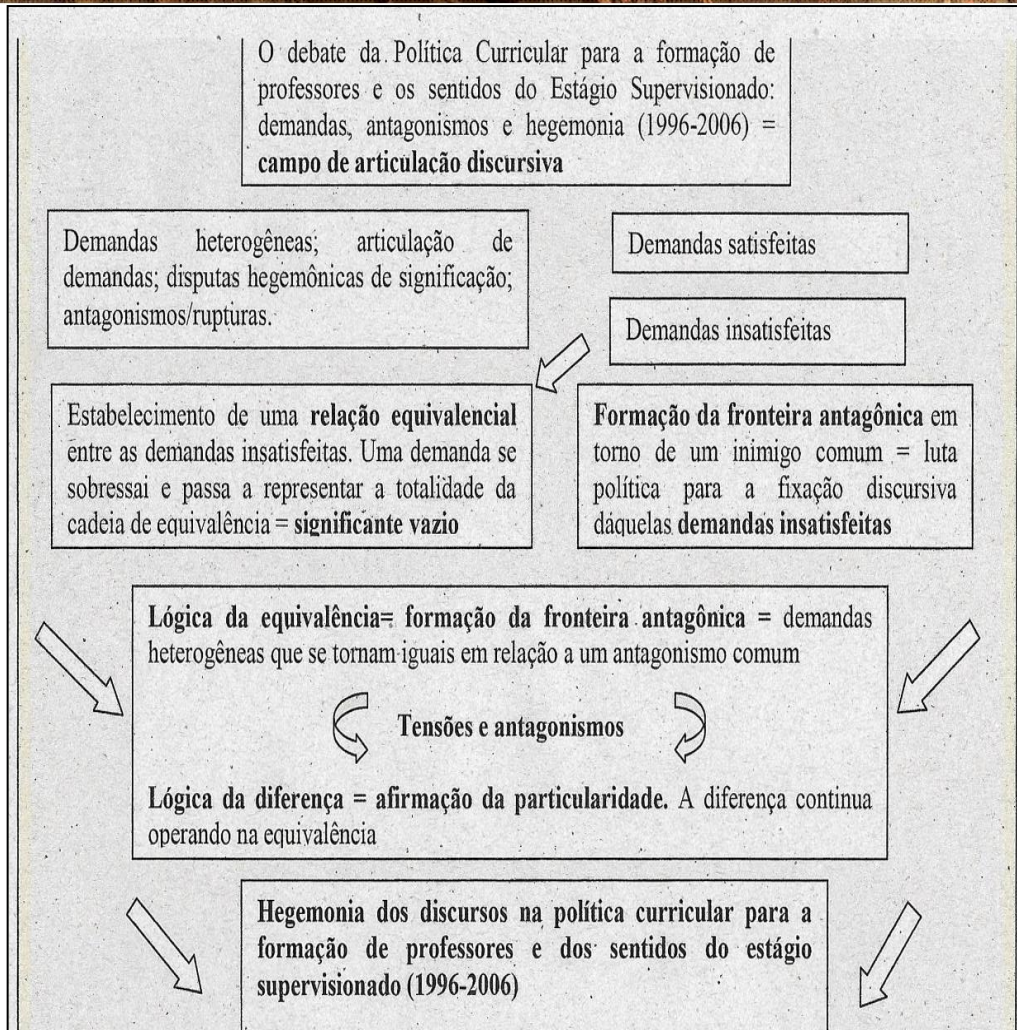 O debate da Política Curricular para a formação de
professores e os sentidos do Estágio Supervisionado:
demandas, antagonismos e hegemonia (1996-2006) =
campo de articulação discursiva
Demandas heterogêneas; articulação de
demandas; disputas hegemônicas de significação;
antagonismos/rupturas.
Demandas satisfeitas
Demandas insatisfeitas
Estabelecimento de uma relação equivalencial
entre as demandas insatisfeitas. Uma demanda se
sobressai e passa a representar a totalidade da
cadeia de equivalência = significante vazio
Formação da fronteira antagônica em
torno de um inimigo comum = luta
política para a fixação discursiva
daquelas demandas insatisfeitas
Lógica da equivalência= formação da fronteira antagônica = demandas
heterogêneas que se tornam iguais em relação a um antagonismo comum
Tensões e antagonismos
Lógica da diferença = afirmação da particularidade. A diferença continua
operando na equivalência
Hegemonia dos discursos na política curricular para a
formação de professores e dos sentidos do estágio
supervisionado (1996-2006)